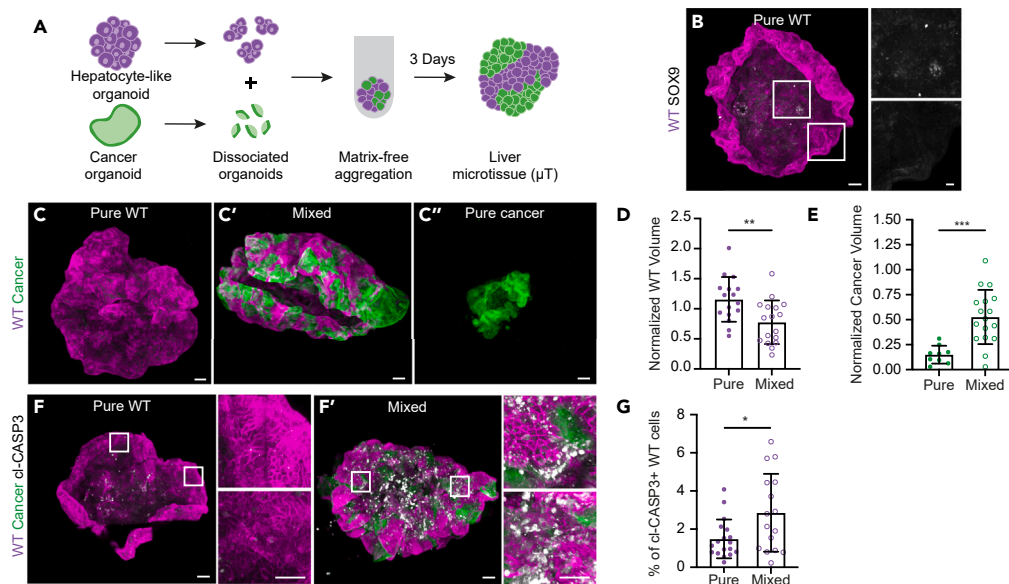 A
Hepatocyte-like
organoid
Cancer
organoid
+
Dissociated
organoids
Matrix-free
aggregation
3 Days
Liver
microtissue (µT)
B
Pure WT
WT SOX9
C
Pure WT
WT Cancer
C'
Mixed
C"
Pure cancer
D
**
Normalized WT Volume
2.5
2.0
1.5
1.0
0.5
0.0
Pure
Mixed
E
***
Normalized Cancer Volume
1.50
1.25
1.00
0.75
0.50
0.25
0.00
Pure
Mixed
F
Pure WT
WT Cancer cl-CASP3
F'
Mixed
G
*
% of cl-CASP3+ WT cells
8
6
4
2
0
Pure
Mixed